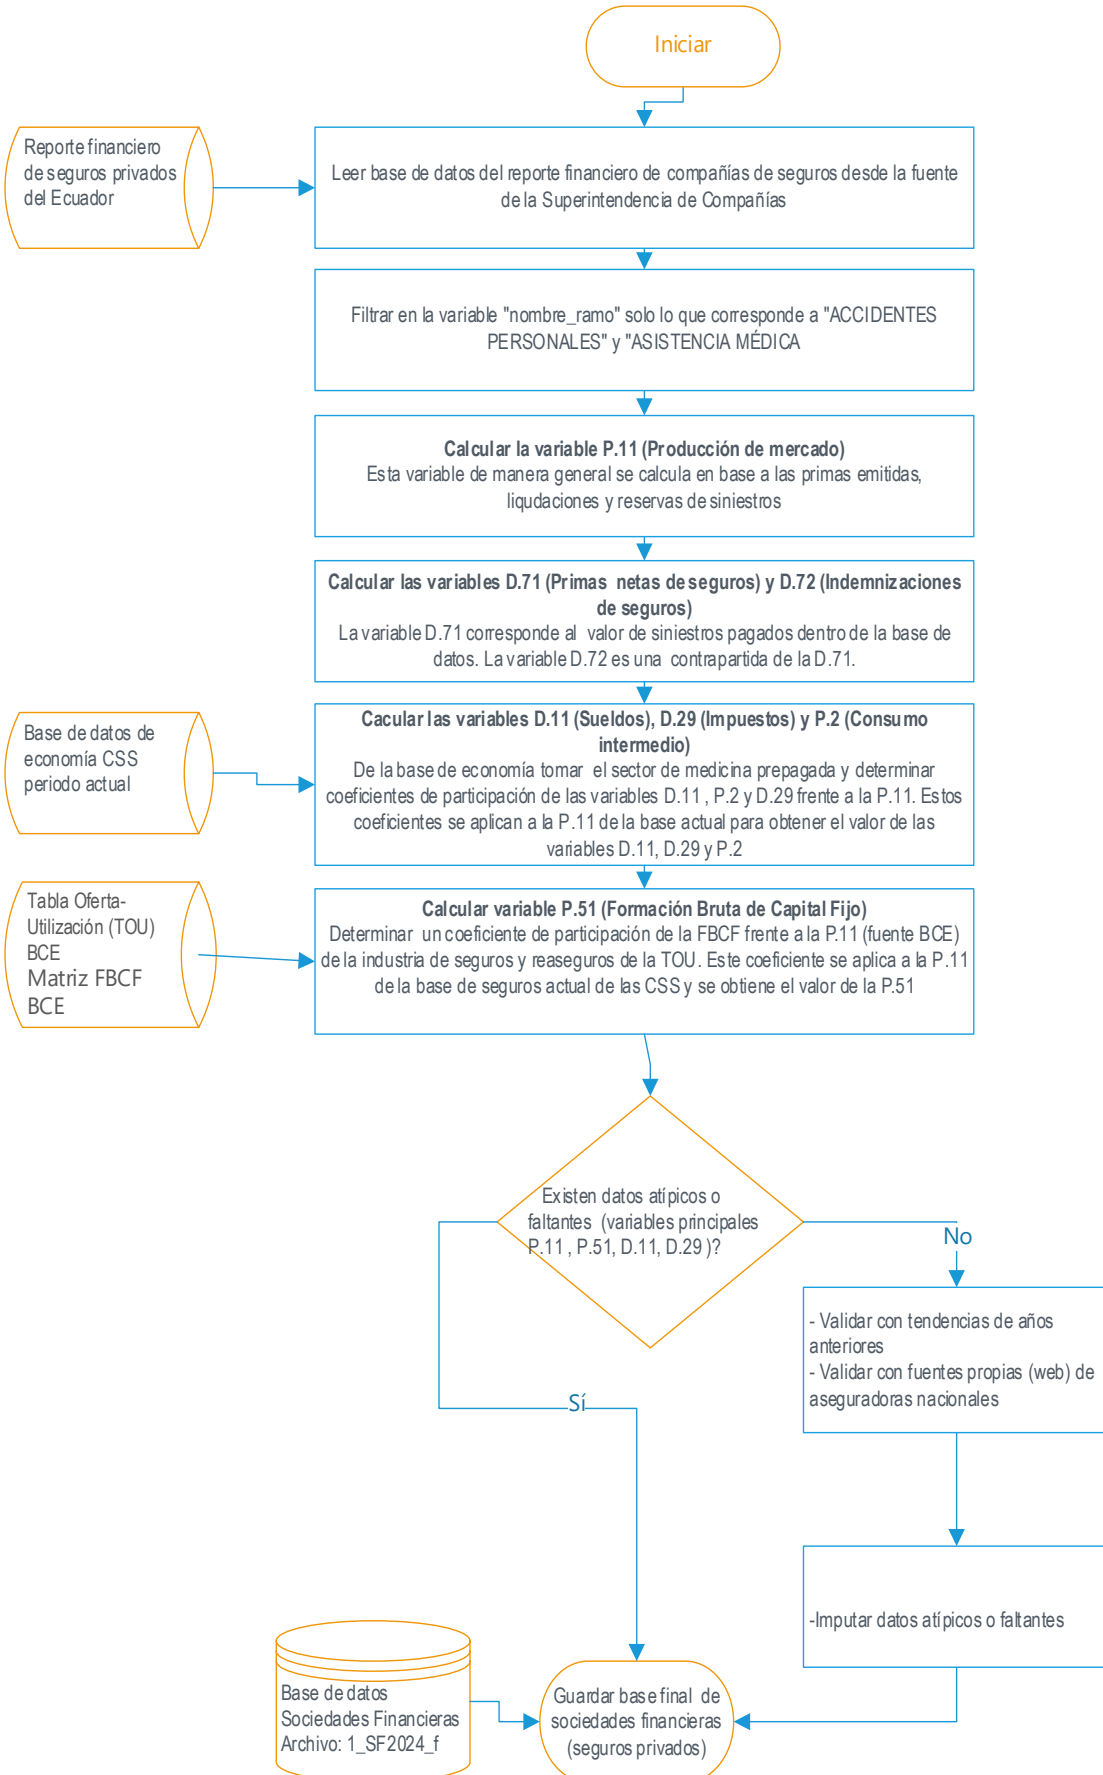 Iniciar
Reporte financiero
de seguros privados
del Ecuador
Leer base de datos del reporte financiero de compañías de seguros desde la fuente
de la Superintendencia de Compañías
Filtrar en la variable "nombre_ramo" solo lo que corresponde a "ACCIDENTES
PERSONALES" y "ASISTENCIA MÉDICA
Calcular la variable P.11 (Producción de mercado)
Esta variable de manera general se calcula en base a las primas emitidas,
liqudaciones y reservas de siniestros
Calcular las variables D.71 (Primas netas de seguros) y D.72 (Indemnizaciones
de seguros)
La variable D.71 corresponde al valor de siniestros pagados dentro de la base de
datos. La variable D.72 es una contrapartida de la D.71.
Base de datos de
economía CSS
periodo actual
Cacular las variables D.11 (Sueldos), D.29 (Impuestos) y P.2 (Consumo
intermedio)
De la base de economía tomar el sector de medicina prepagada y determinar
coeficientes de participación de las variables D.11 , P.2 y D.29 frente a la P.11. Estos
coeficientes se aplican a la P.11 de la base actual para obtener el valor de las
variables D.11, D.29 y P.2
Tabla Oferta-
Utilización (TOU)
BCE
Matriz FBCF
BCE
Calcular variable P.51 (Formación Bruta de Capital Fijo)
Determinar un coeficiente de participación de la FBCF frente a la P.11 (fuente BCE)
de la industria de seguros y reaseguros de la TOU. Este coeficiente se aplica a la P.11
de la base de seguros actual de las CSS y se obtiene el valor de la P.51
Existen datos atípicos o
faltantes (variables principales
P.11 , P.51, D.11, D.29 )?
No
- Validar con tendencias de años
anteriores
- Validar con fuentes propias (web) de
aseguradoras nacionales
Sí
-Imputar datos atípicos o faltantes
Base de datos
Sociedades Financieras
Archivo: 1_SF2024_f
Guardar base final de
sociedades financieras
(seguros privados)